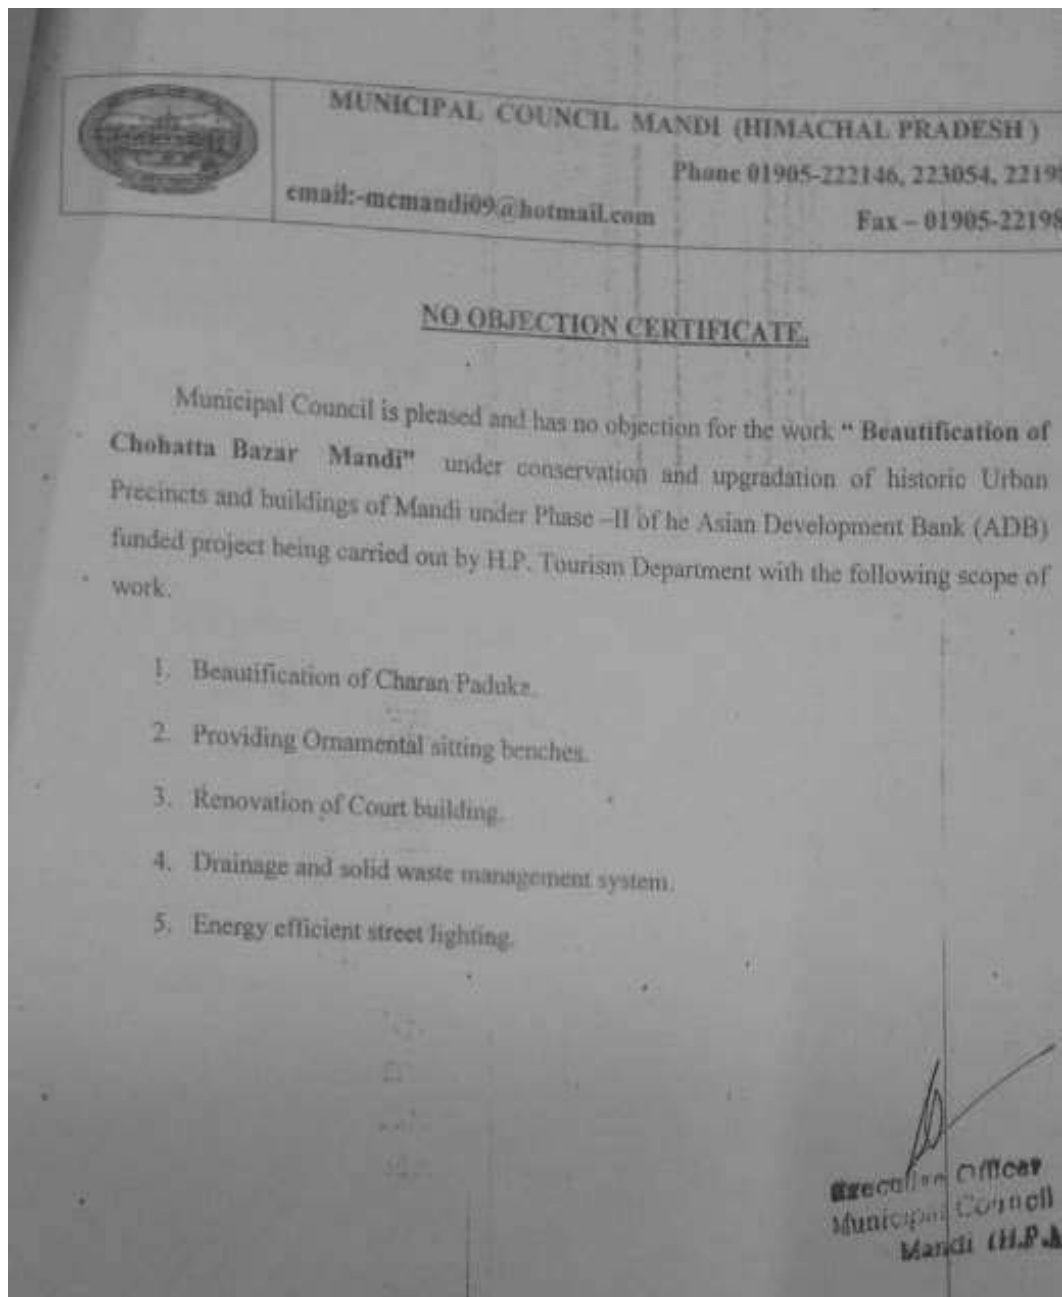 MUNICIPAL COUNCIL MANDI (HIMACHAL PRADESH )
Phone 01905-222146, 223054, 2219
email:-mcmandi09@hotmail.com
Fax – 01905-2219
NO OBJECTION CERTIFICATE.
Municipal Council is pleased and has no objection for the work “ Beautification of
Chohatta Bazar Mandi” under conservation and upgradation of historic Urban
Precincts and buildings of Mandi under Phase –II of he Asian Development Bank (ADB)
funded project being carried out by H.P. Tourism Department with the following scope of
work.
1. Beautification of Charan Paduka.
2. Providing Ornamental sitting benches.
3. Renovation of Court building.
4. Drainage and solid waste management system.
5. Energy efficient street lighting.
Executive Officer
Municipal Council
Mandi (H.P.)